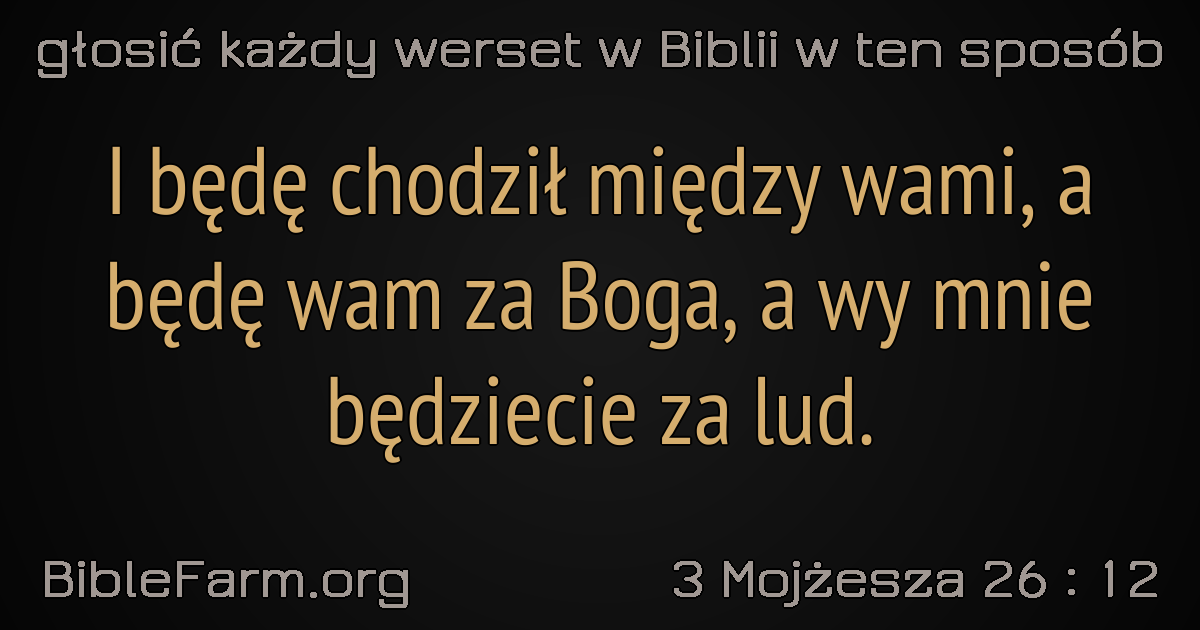 głosić każdy werset w Biblii w ten sposób
I będę chodził między wami, a
będę wam za Boga, a wy mnie
będziecie za lud.
BibleFarm.org
3 Mojżesza 26 : 12